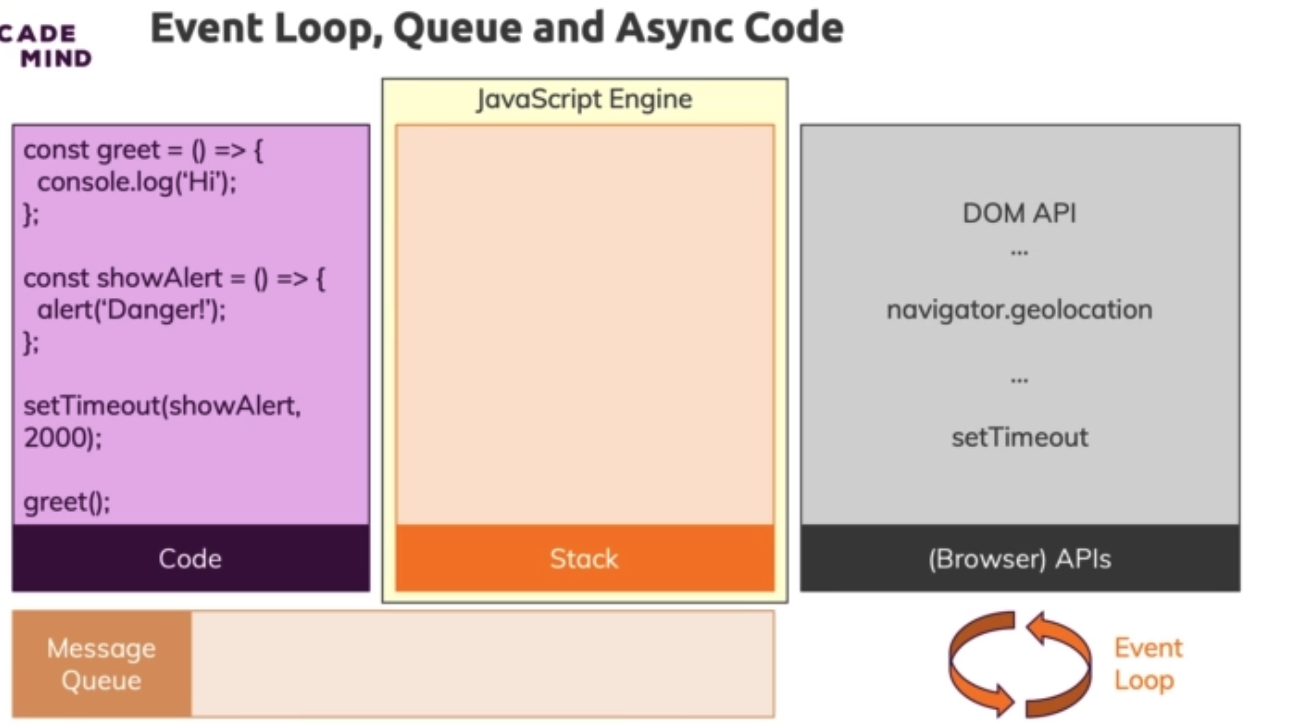 CADE
MIND
Event Loop, Queue and Async Code
JavaScript Engine
const greet = () => {
console.log(‘Hi’);
};
const showAlert = () => {
alert(‘Danger!’);
};
setTimeout(showAlert,
2000);
greet();
Code
Stack
DOM API
...
navigator.geolocation
...
setTimeout
(Browser) APIs
Message
Queue
Event
Loop